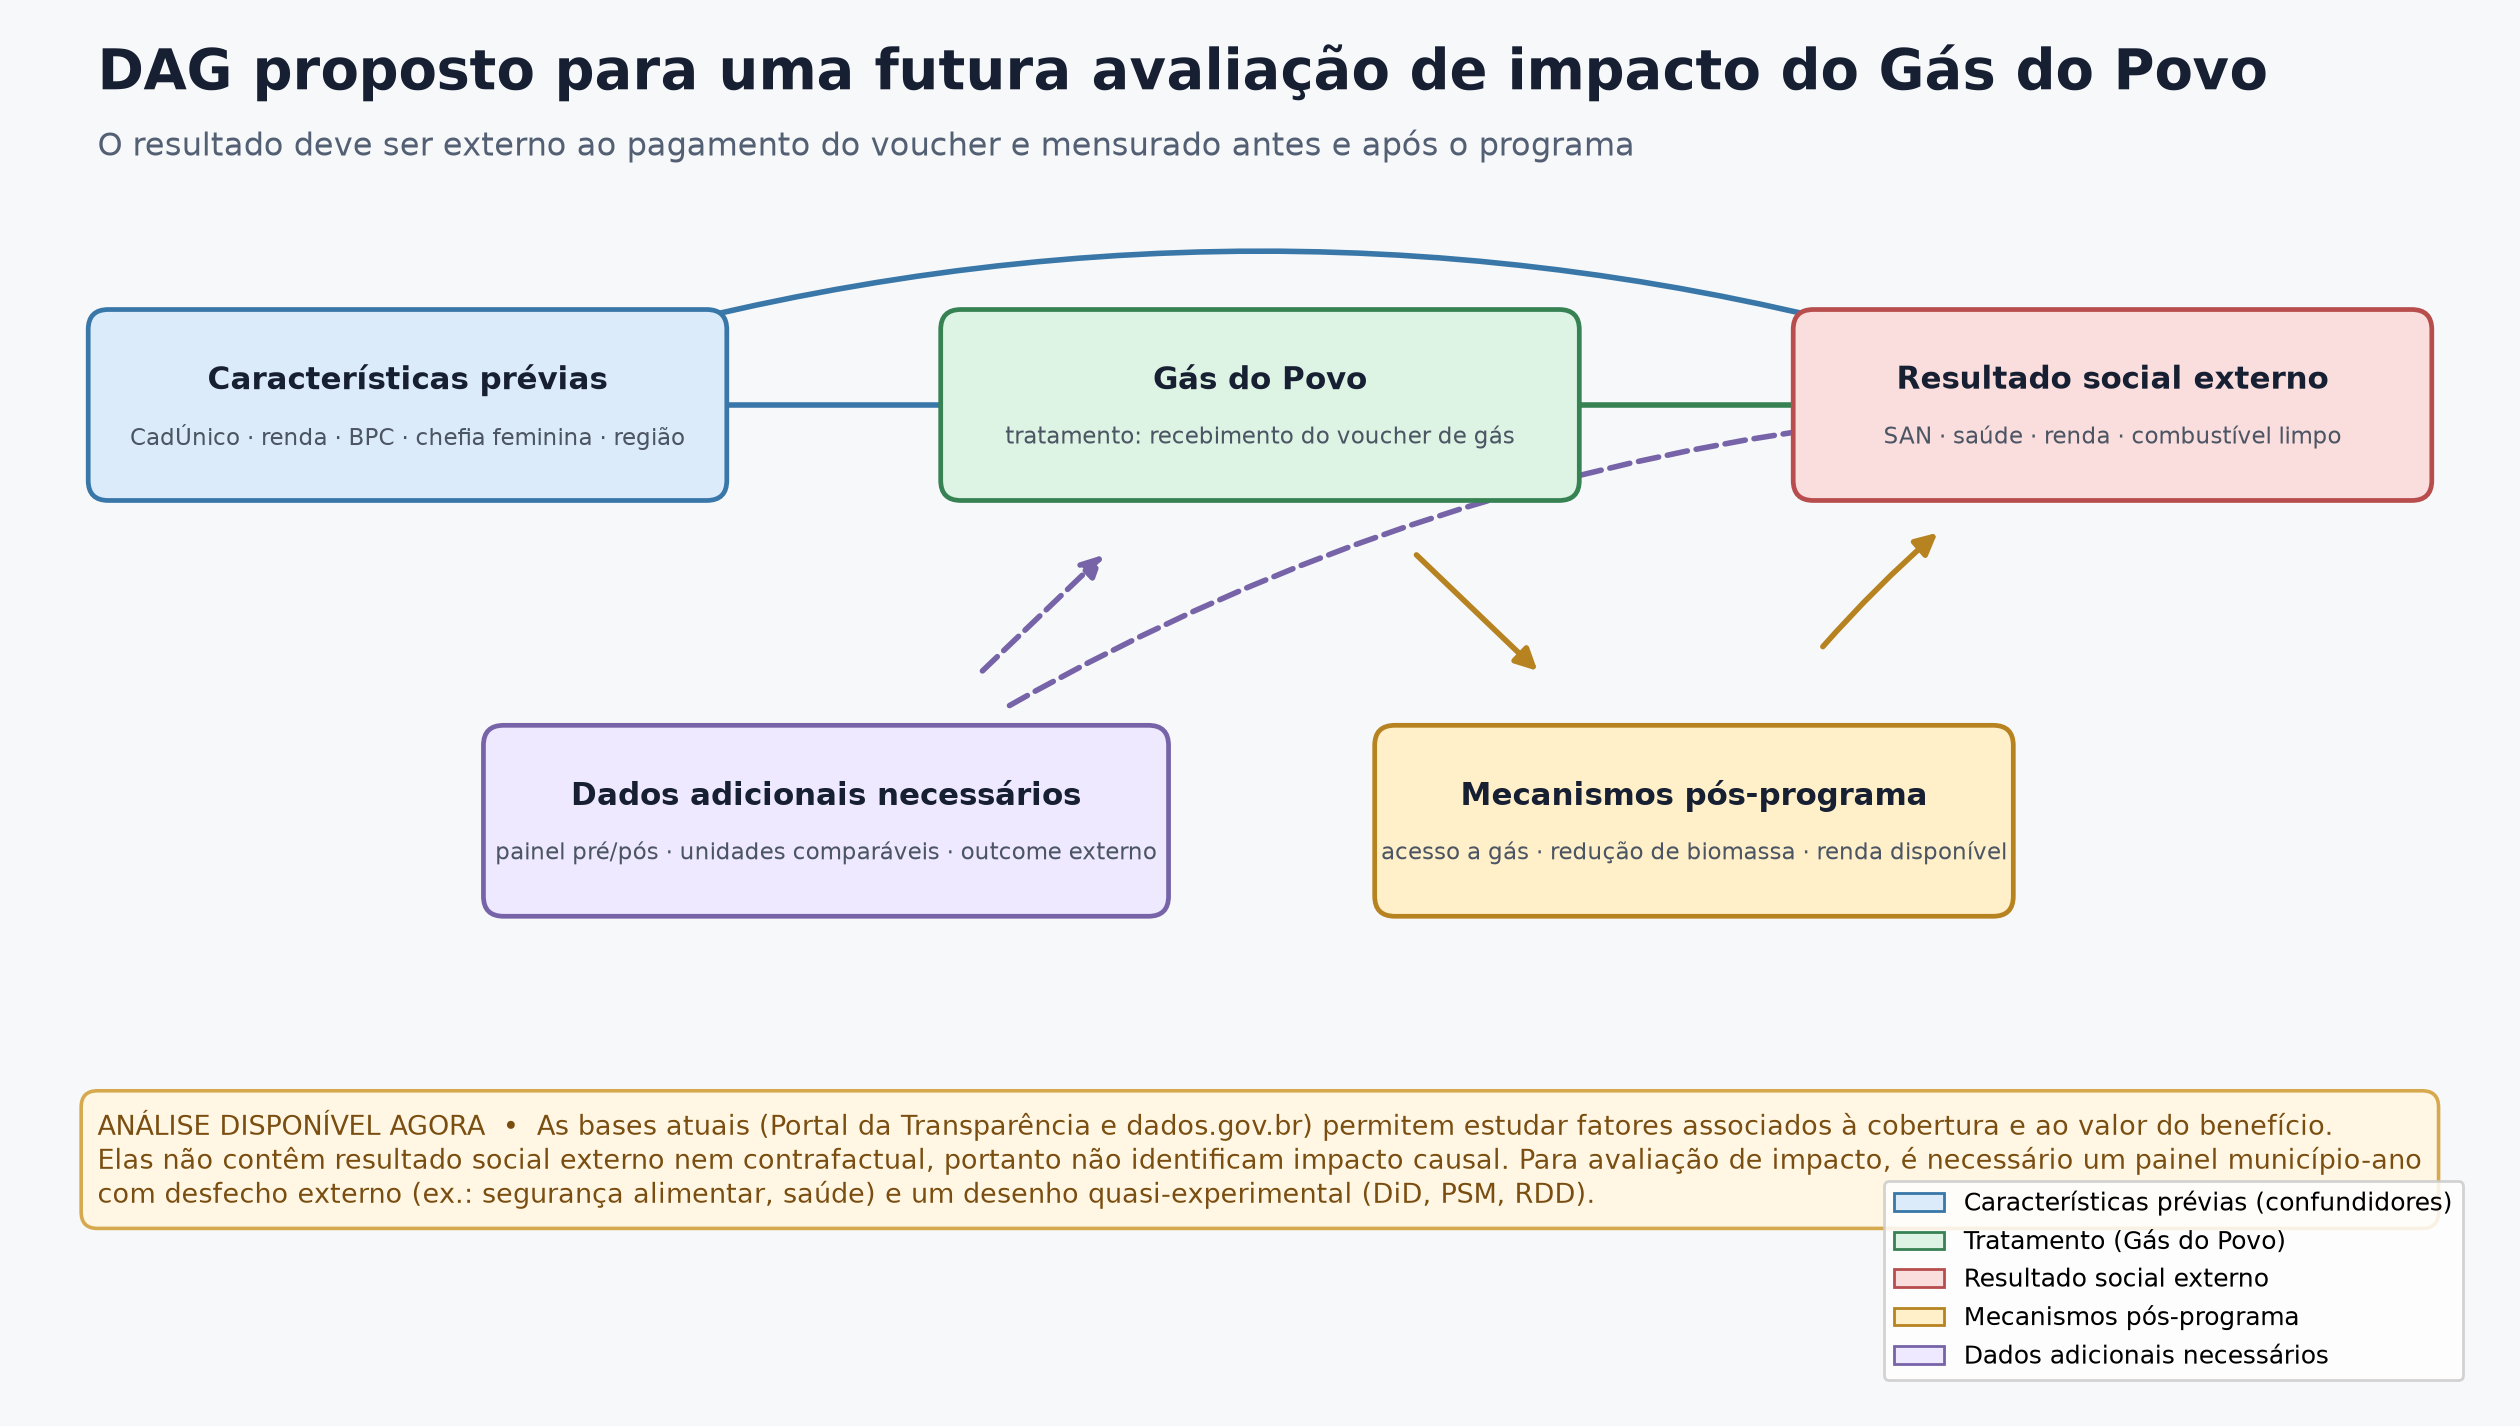 DAG proposto para uma futura avaliação de impacto do Gás do Povo
O resultado deve ser externo ao pagamento do voucher e mensurado antes e após o programa
Características prévias
CadÚnico · renda · BPC · chefia feminina · região
Gás do Povo
tratamento: recebimento do voucher de gás
Resultado social externo
SAN · saúde · renda · combustível limpo
Dados adicionais necessários
painel pré/pós · unidades comparáveis · outcome externo
Mecanismos pós-programa
acesso a gás · redução de biomassa · renda disponível
ANÁLISE DISPONÍVEL AGORA • As bases atuais (Portal da Transparência e dados.gov.br) permitem estudar fatores associados à cobertura e ao valor do benefício.
Elas não contêm resultado social externo nem contrafactual, portanto não identificam impacto causal. Para avaliação de impacto, é necessário um painel município-ano
com desfecho externo (ex.: segurança alimentar, saúde) e um desenho quasi-experimental (DiD, PSM, RDD).
Características prévias (confundidores)
Tratamento (Gás do Povo)
Resultado social externo
Mecanismos pós-programa
Dados adicionais necessários